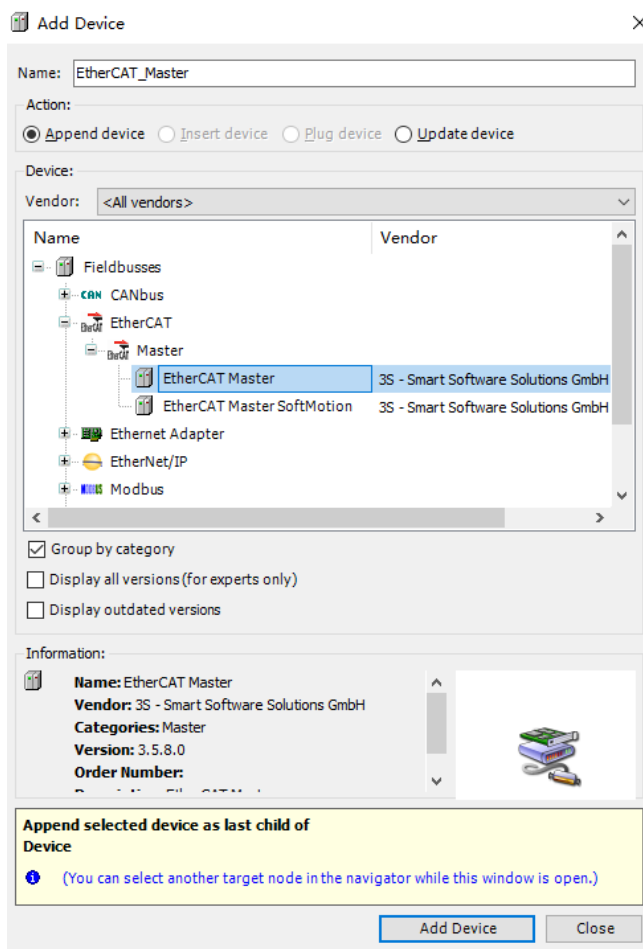 Add Device
Name: EtherCAT_Master
Action:
Append device Insert device Plug device Update device
Device:
Vendor: <All vendors>
Name Vendor
Fieldbusses
CAN CANbus
EtherCAT EtherCAT
EtherCAT Master
EtherCAT Master 3S - Smart Software Solutions GmbH
EtherCAT Master SoftMotion 3S - Smart Software Solutions GmbH
Ethernet Adapter
EtherNet/IP
Modbus
Group by category
Display all versions (for experts only)
Display outdated versions
Information:
Name: EtherCAT Master
Vendor: 3S - Smart Software Solutions GmbH
Categories: Master
Version: 3.5.8.0
Order Number:
Append selected device as last child of
Device
(You can select another target node in the navigator while this window is open.)
Add Device Close